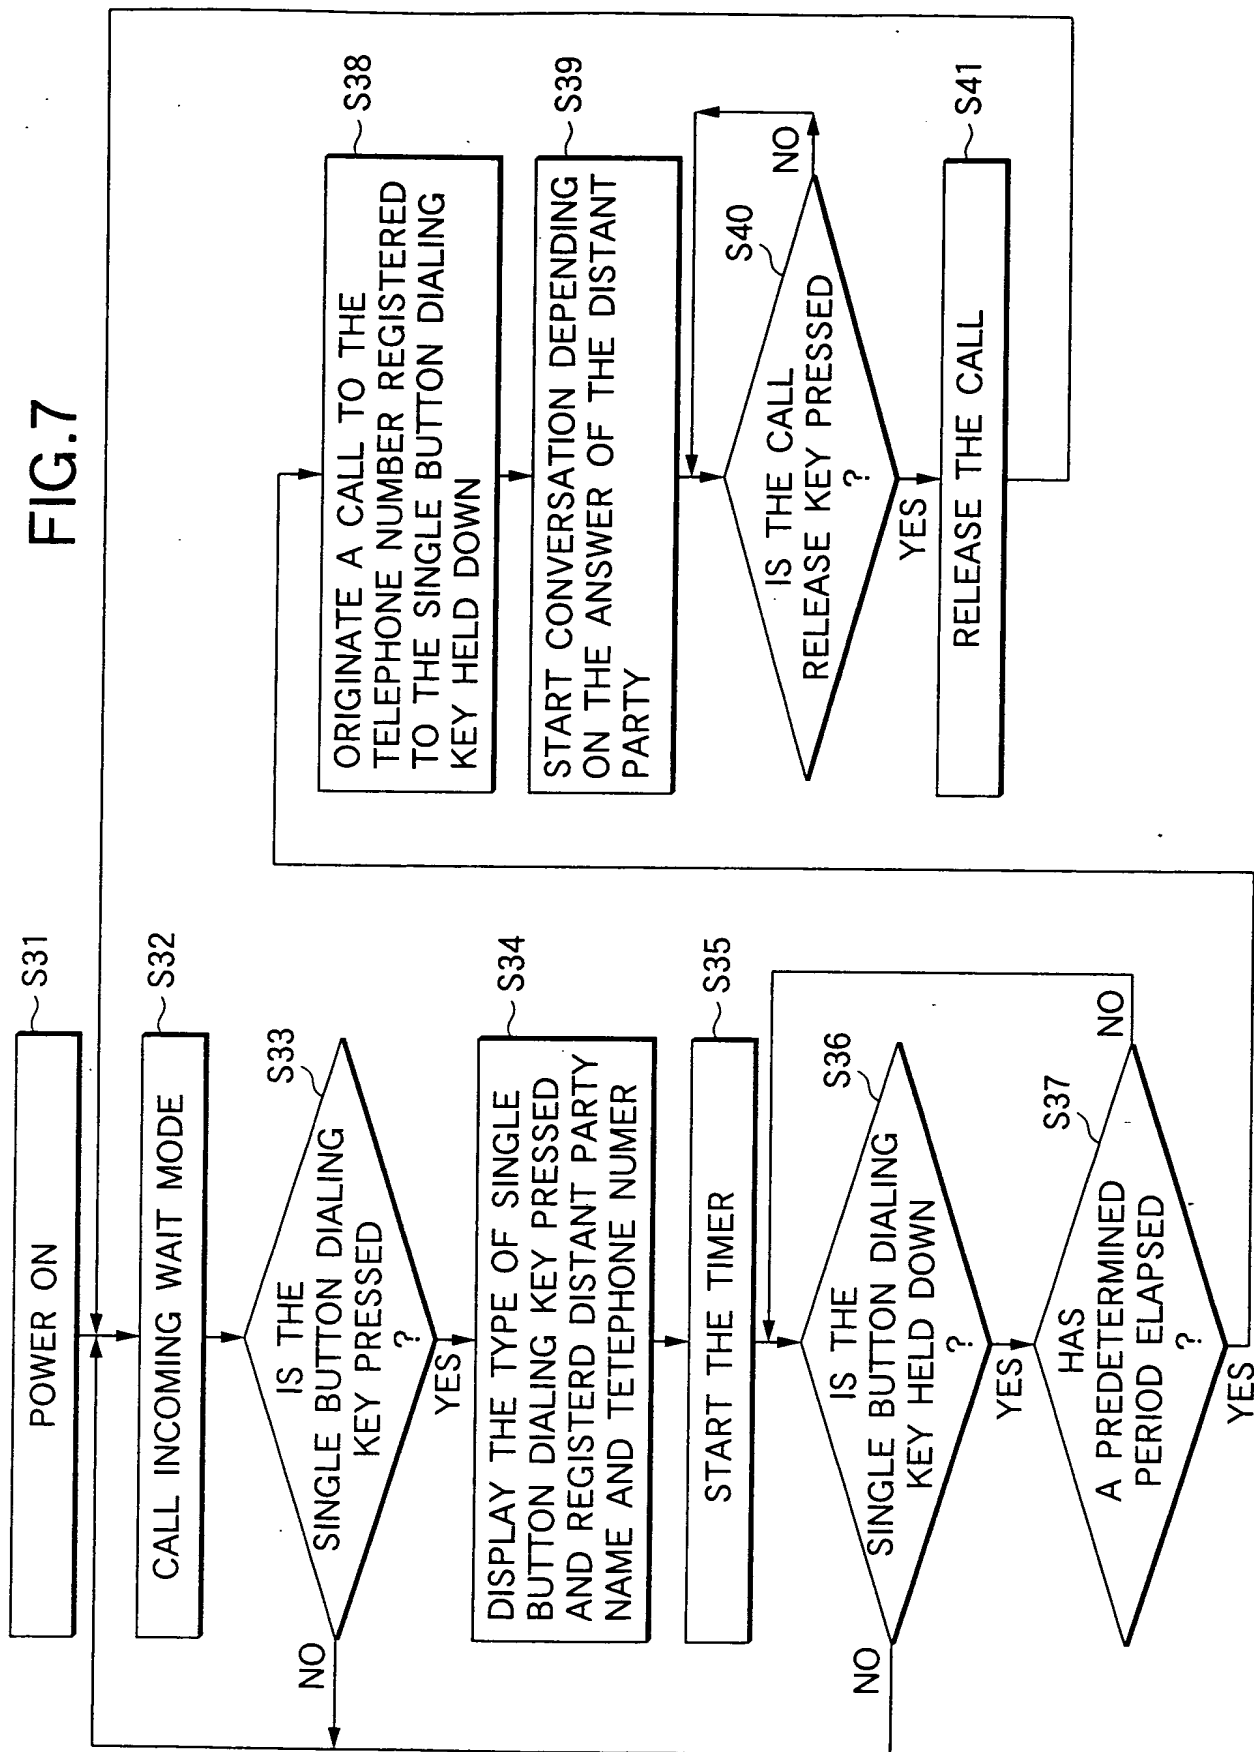 FIG.7
POWER ON
S31
CALL INCOMING WAIT MODE
S32
IS THE
SINGLE BUTTON DIALING
KEY PRESSED
?
S33
NO
YES
DISPLAY THE TYPE OF SINGLE
BUTTON DIALING KEY PRESSED
AND REGISTERD DISTANT PARTY
NAME AND TETEPHONE NUMER
S34
START THE TIMER
S35
IS THE
SINGLE BUTTON DIALING
KEY HELD DOWN
?
S36
NO
YES
HAS
A PREDETERMINED
PERIOD ELAPSED
?
S37
NO
YES
ORIGINATE A CALL TO THE
TELEPHONE NUMBER REGISTERED
TO THE SINGLE BUTTON DIALING
KEY HELD DOWN
S38
START CONVERSATION DEPENDING
ON THE ANSWER OF THE DISTANT
PARTY
S39
IS THE CALL
RELEASE KEY PRESSED
?
S40
NO
YES
RELEASE THE CALL
S41